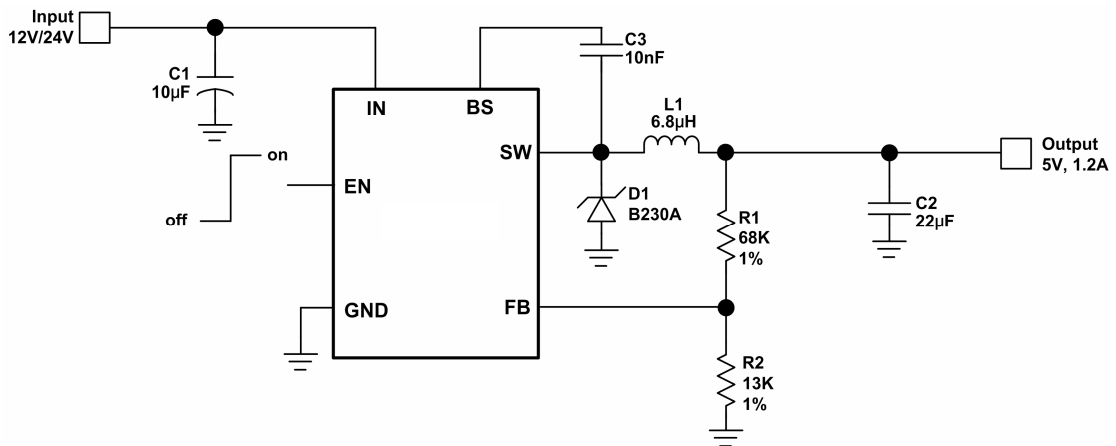 Input
12V/24V
C1
10µF
IN
BS
C3
10nF
L1
6.8µH
SW
Output
5V, 1.2A
on
off
EN
D1
B230A
R1
68K
1%
C2
22µF
GND
FB
R2
13K
1%